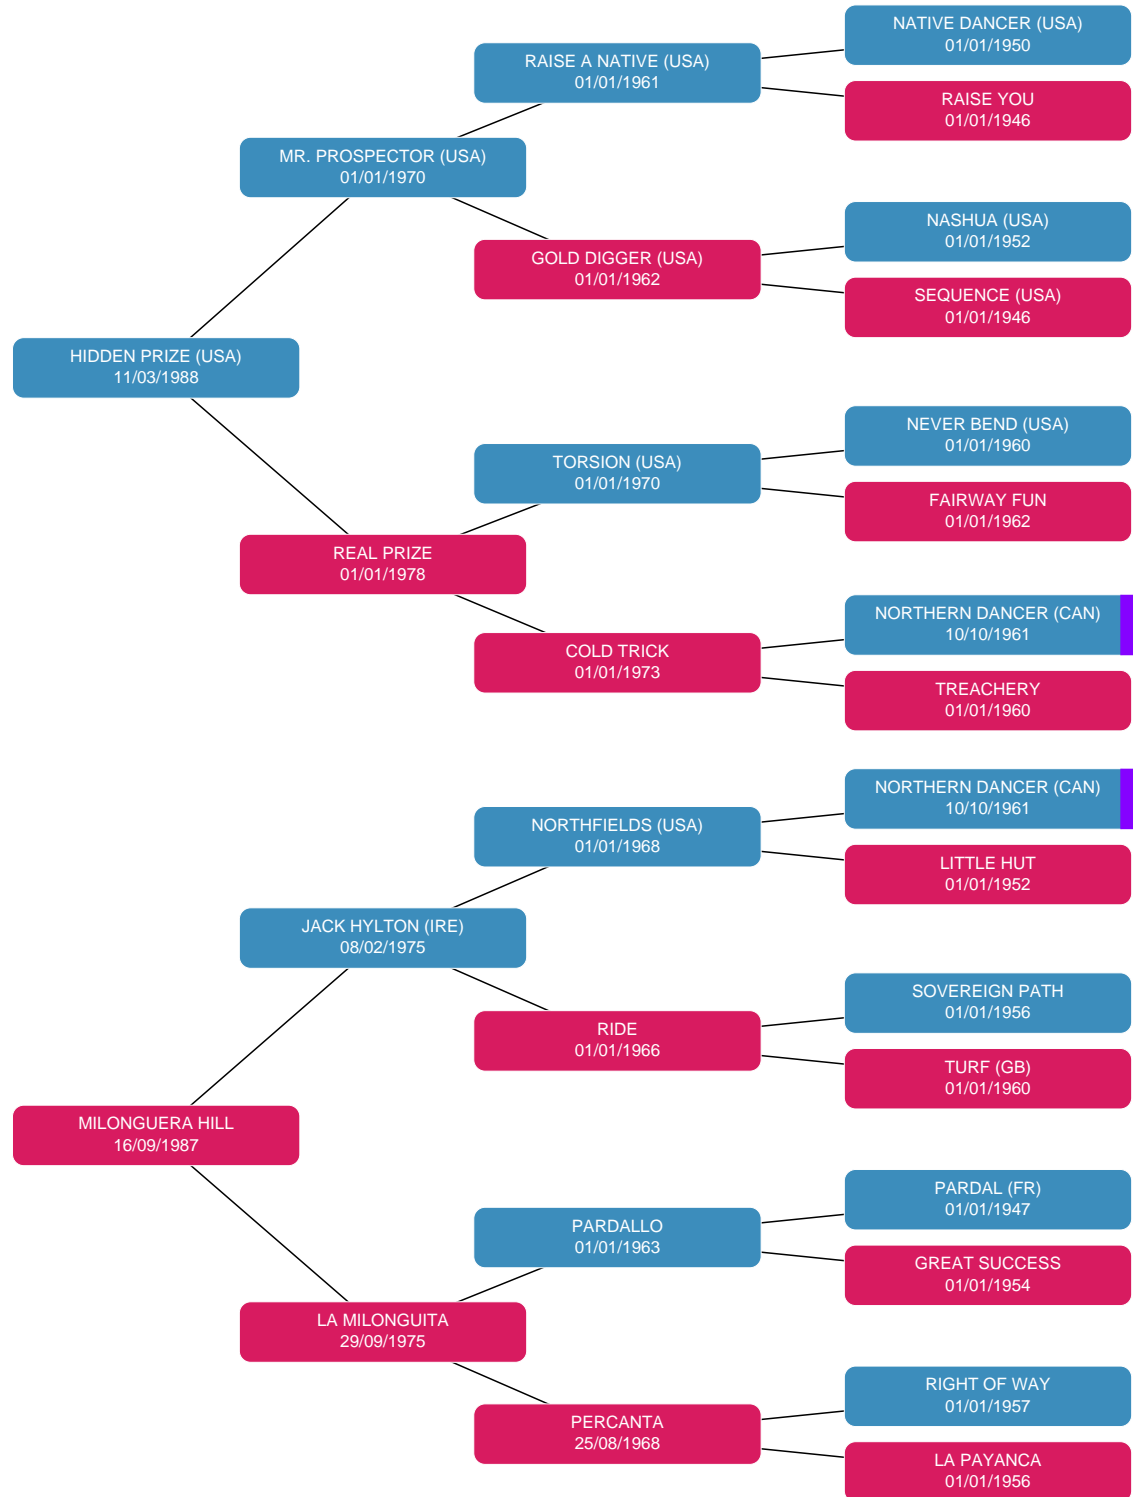 NATIVE DANCER (USA)
01/01/1950
RAISE A NATIVE (USA)
01/01/1961
RAISE YOU
01/01/1946
MR. PROSPECTOR (USA)
01/01/1970
NASHUA (USA)
01/01/1952
GOLD DIGGER (USA)
01/01/1962
SEQUENCE (USA)
01/01/1946
HIDDEN PRIZE (USA)
11/03/1988
NEVER BEND (USA)
01/01/1960
TORSION (USA)
01/01/1970
FAIRWAY FUN
01/01/1962
REAL PRIZE
01/01/1978
NORTHERN DANCER (CAN)
10/10/1961
COLD TRICK
01/01/1973
TREACHERY
01/01/1960
NORTHERN DANCER (CAN)
10/10/1961
NORTHFIELDS (USA)
01/01/1968
LITTLE HUT
01/01/1952
JACK HYLTON (IRE)
08/02/1975
SOVEREIGN PATH
01/01/1956
RIDE
01/01/1966
TURF (GB)
01/01/1960
MILONGUERA HILL
16/09/1987
PARDAL (FR)
01/01/1947
PARDALLO
01/01/1963
GREAT SUCCESS
01/01/1954
LA MILONGUITA
29/09/1975
RIGHT OF WAY
01/01/1957
PERCANTA
25/08/1968
LA PAYANCA
01/01/1956